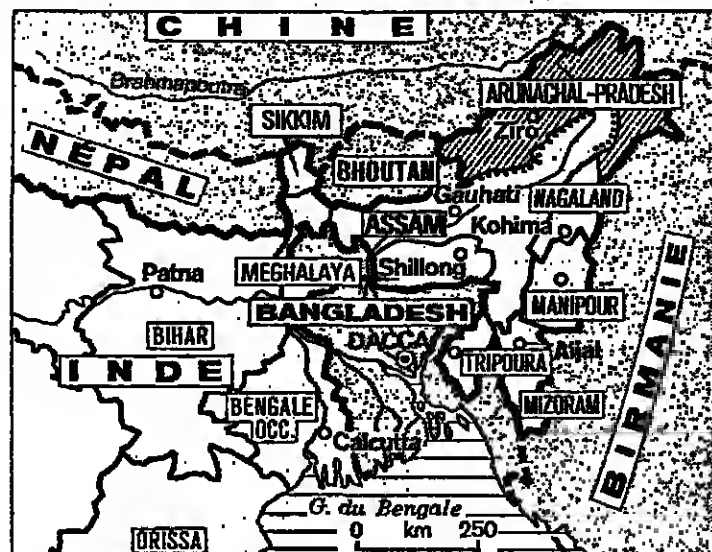 CHINE
Brahmapoutre
ARUNACHAL-PRADESH
SIKKIM
Ziro
NÉPAL
BHOUTAN
Gauhati
NAGALAND
ASSAM
Kohima
MEGHALAYA
Shillong
Patna
MANIPOUR
BANGLADESH
BIHAR
DACCA
TRIPOURA
Aijal
INDE
BENGALE
OCC.
MIZORAM
BIRMANIE
Calcutta
G. du Bengale
0 km 250
ORISSA